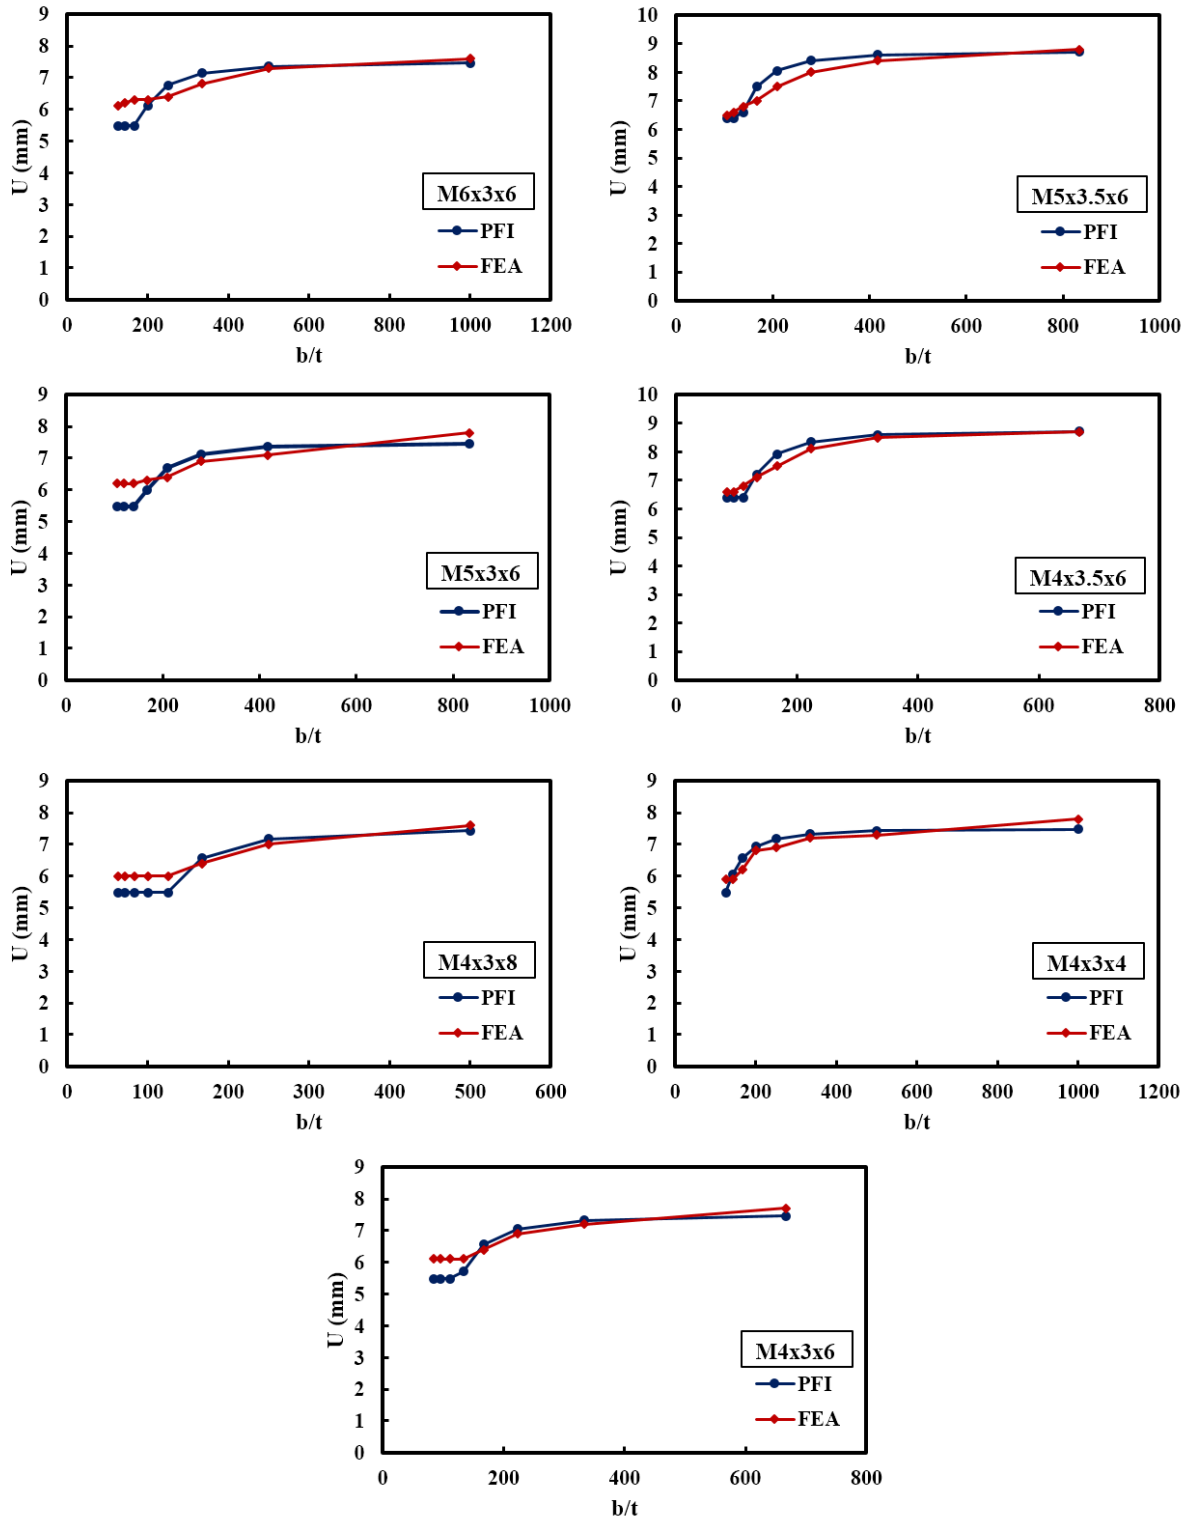 9
8
7
6
5
4
3
2
1
0
U (mm)
M6x3x6
PFI
FEA
0 200 400 600 800 1000 1200
b/t
10
9
8
7
6
5
4
3
2
1
0
U (mm)
M5x3.5x6
PFI
FEA
0 200 400 600 800 1000
b/t
9
8
7
6
5
4
3
2
1
0
U (mm)
M5x3x6
PFI
FEA
0 200 400 600 800 1000
b/t
10
9
8
7
6
5
4
3
2
1
0
U (mm)
M4x3.5x6
PFI
FEA
0 200 400 600 800
b/t
9
8
7
6
5
4
3
2
1
0
U (mm)
M4x3x8
PFI
FEA
0 100 200 300 400 500 600
b/t
9
8
7
6
5
4
3
2
1
0
U (mm)
M4x3x4
PFI
FEA
0 200 400 600 800 1000 1200
b/t
9
8
7
6
5
4
3
2
1
0
U (mm)
M4x3x6
PFI
FEA
0 200 400 600 800
b/t